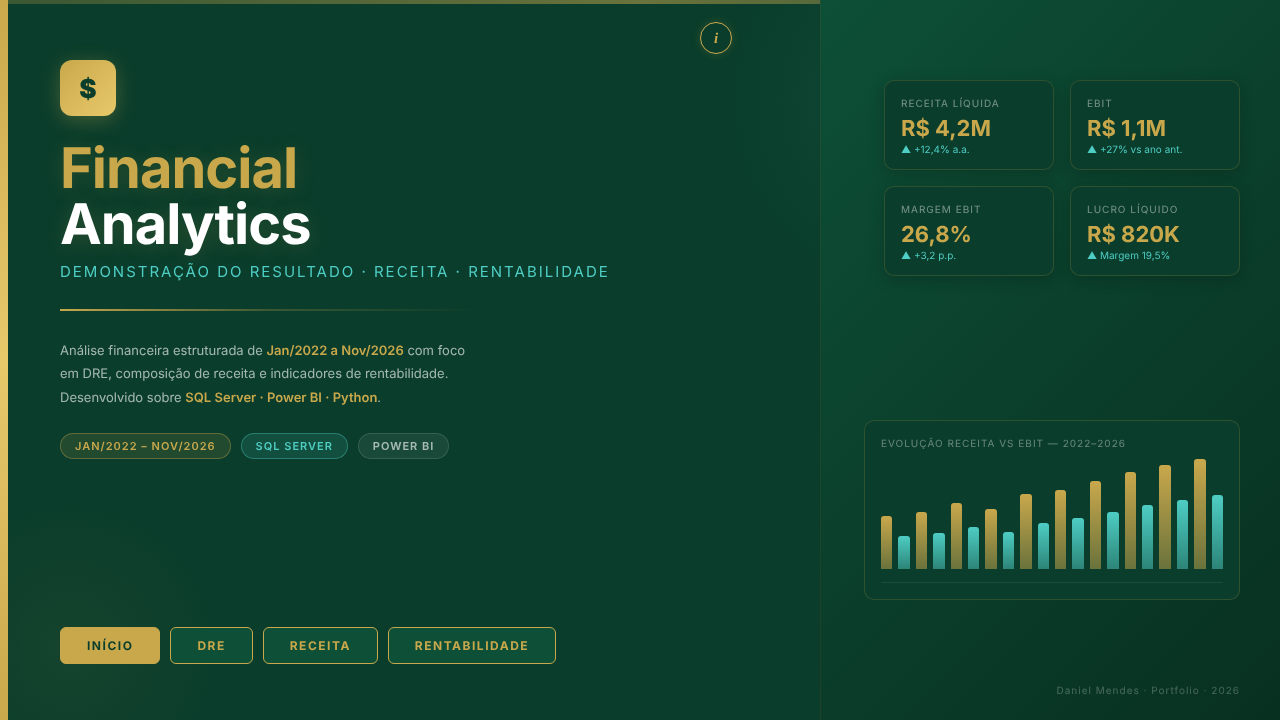 i
$
Financial
Analytics
DEMONSTRAÇÃO DO RESULTADO · RECEITA · RENTABILIDADE
Análise financeira estruturada de Jan/2022 a Nov/2026 com foco
em DRE, composição de receita e indicadores de rentabilidade.
Desenvolvido sobre SQL Server · Power BI · Python.
JAN/2022 – NOV/2026
SQL SERVER
POWER BI
INÍCIO
DRE
RECEITA
RENTABILIDADE
RECEITA LÍQUIDA
R$ 4,2M
▲ +12,4% a.a.
EBIT
R$ 1,1M
▲ +27% vs ano ant.
MARGEM EBIT
26,8%
▲ +3,2 p.p.
LUCRO LÍQUIDO
R$ 820K
▲ Margem 19,5%
EVOLUÇÃO RECEITA VS EBIT — 2022–2026
Daniel Mendes · Portfolio · 2026